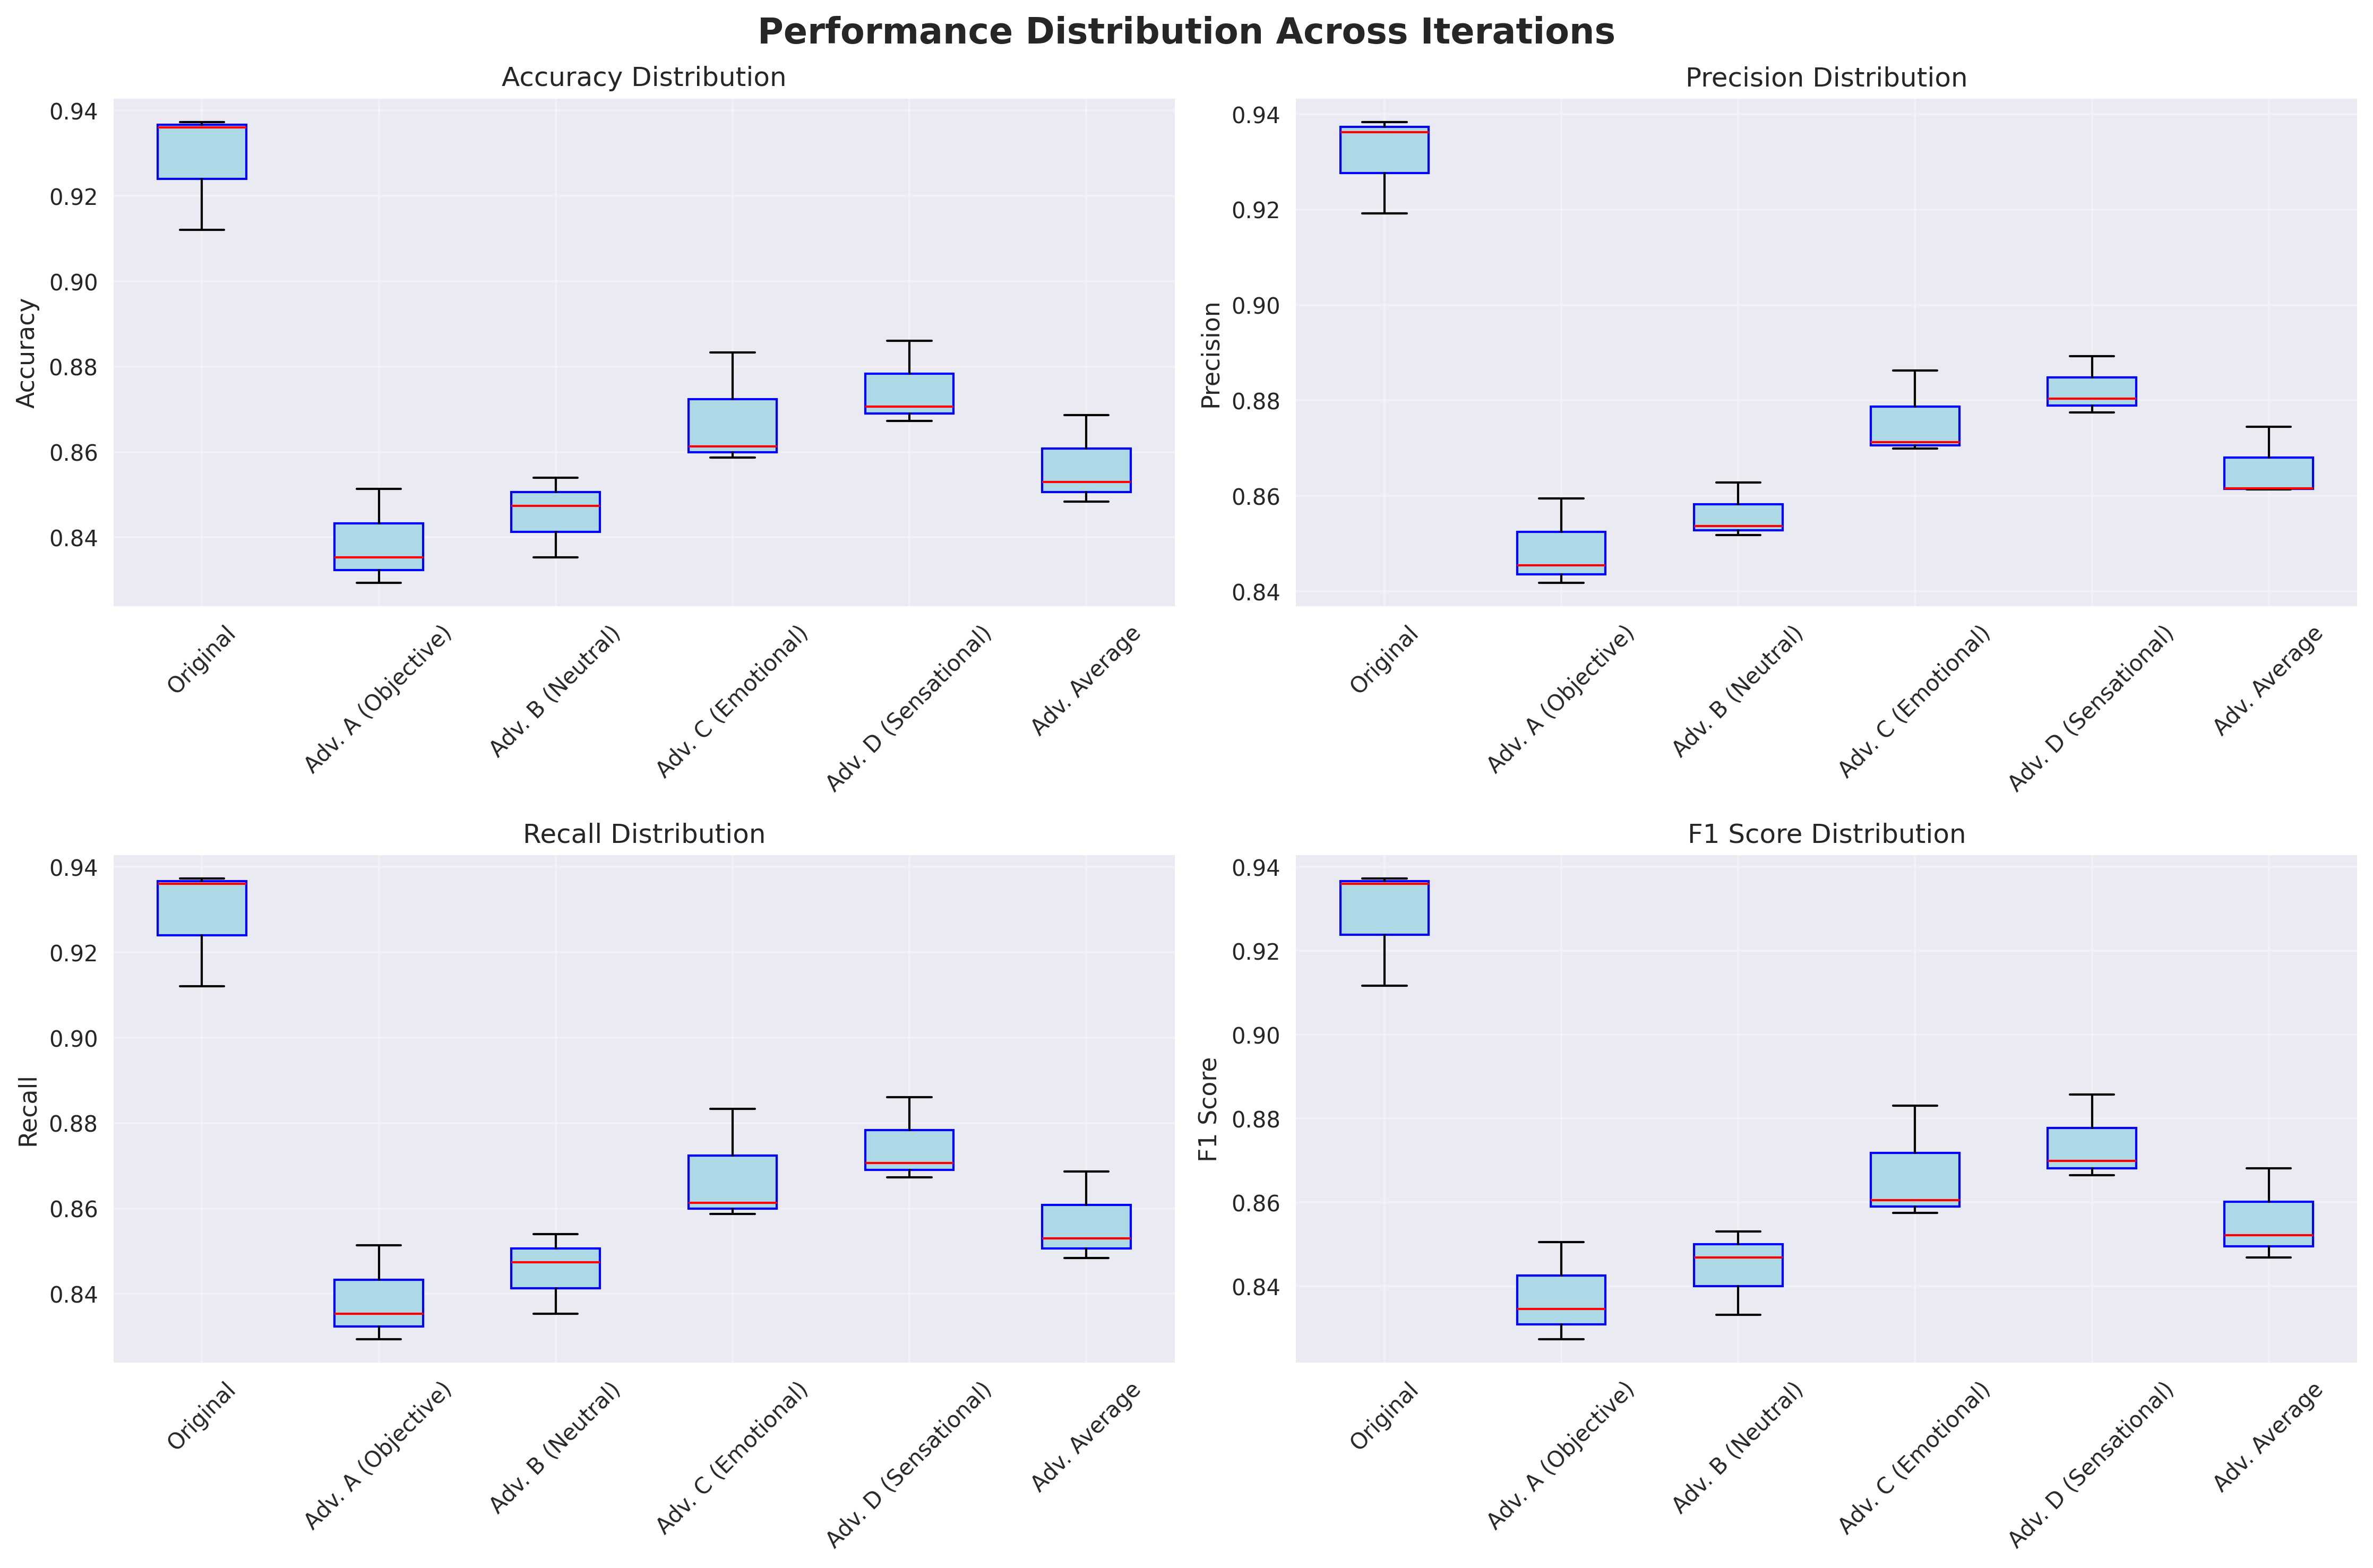 Performance Distribution Across Iterations
Accuracy Distribution
Accuracy
0.94
0.92
0.90
0.88
0.86
0.84
Original
Adv. A (Objective)
Adv. B (Neutral)
Adv. C (Emotional)
Adv. D (Sensational)
Adv. Average
Precision Distribution
Precision
0.94
0.92
0.90
0.88
0.86
0.84
Original
Adv. A (Objective)
Adv. B (Neutral)
Adv. C (Emotional)
Adv. D (Sensational)
Adv. Average
Recall Distribution
Recall
0.94
0.92
0.90
0.88
0.86
0.84
Original
Adv. A (Objective)
Adv. B (Neutral)
Adv. C (Emotional)
Adv. D (Sensational)
Adv. Average
F1 Score Distribution
F1 Score
0.94
0.92
0.90
0.88
0.86
0.84
Original
Adv. A (Objective)
Adv. B (Neutral)
Adv. C (Emotional)
Adv. D (Sensational)
Adv. Average